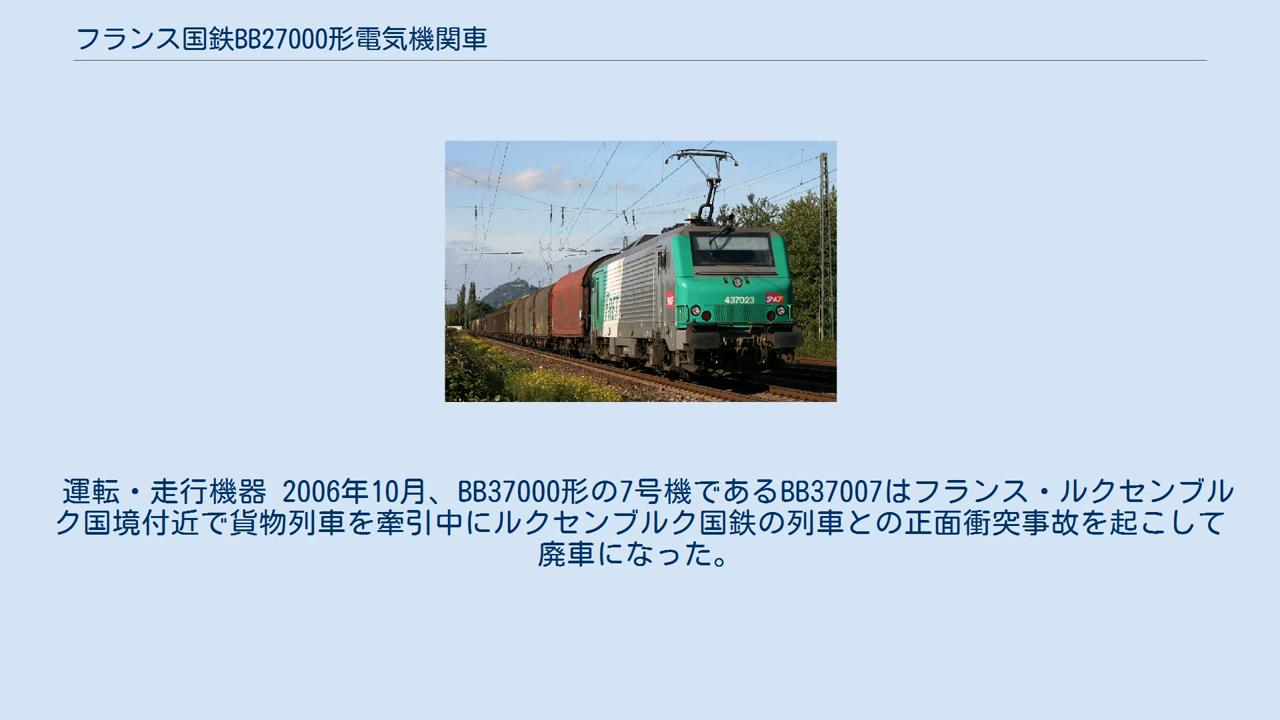 フランス国鉄BB27000形電気機関車
437023
SNCF
運転・走行機器 2006年10月、BB37000形の7号機であるBB37007はフランス・ルクセンブル
ク国境付近で貨物列車を牽引中にルクセンブルク国鉄の列車との正面衝突事故を起こして
廃車になった。